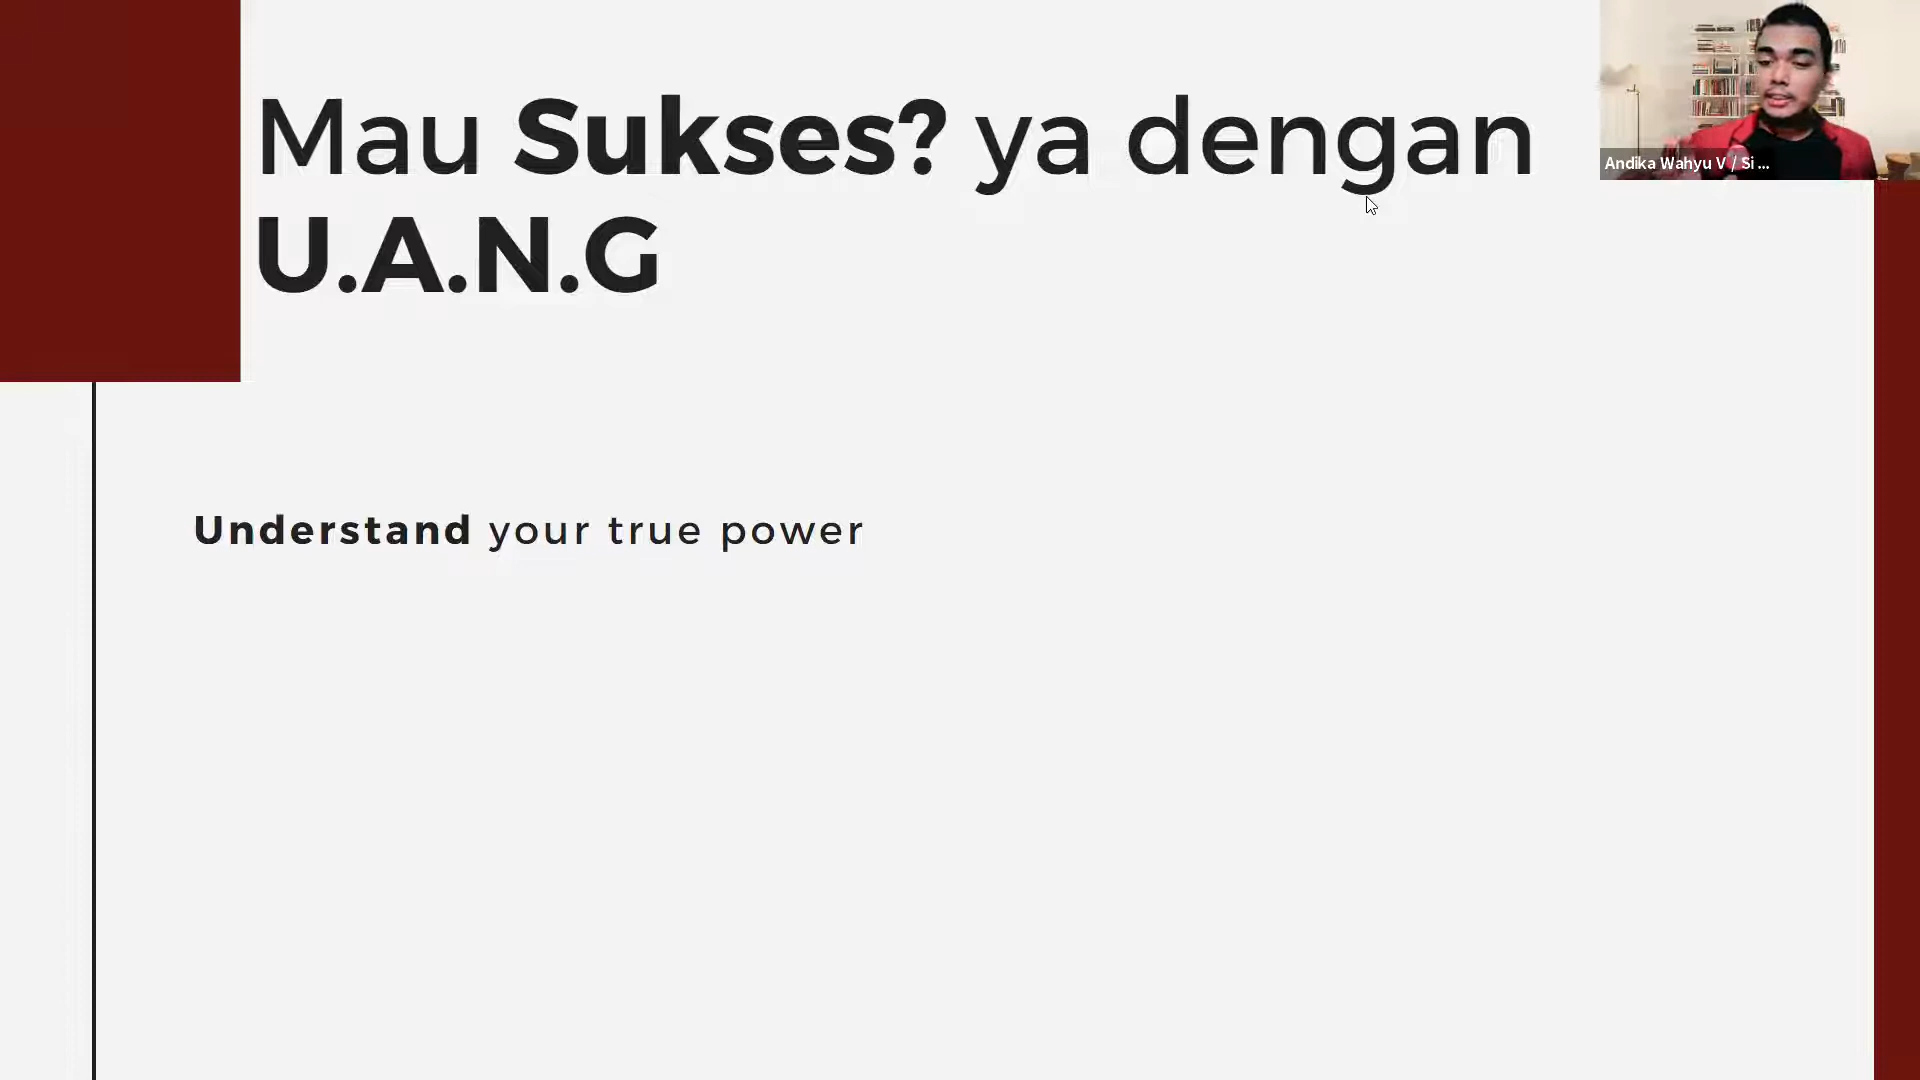 Mau Sukses? ya dengan
U.A.N.G
Andika Wahyu V / Si ...
Understand your true power